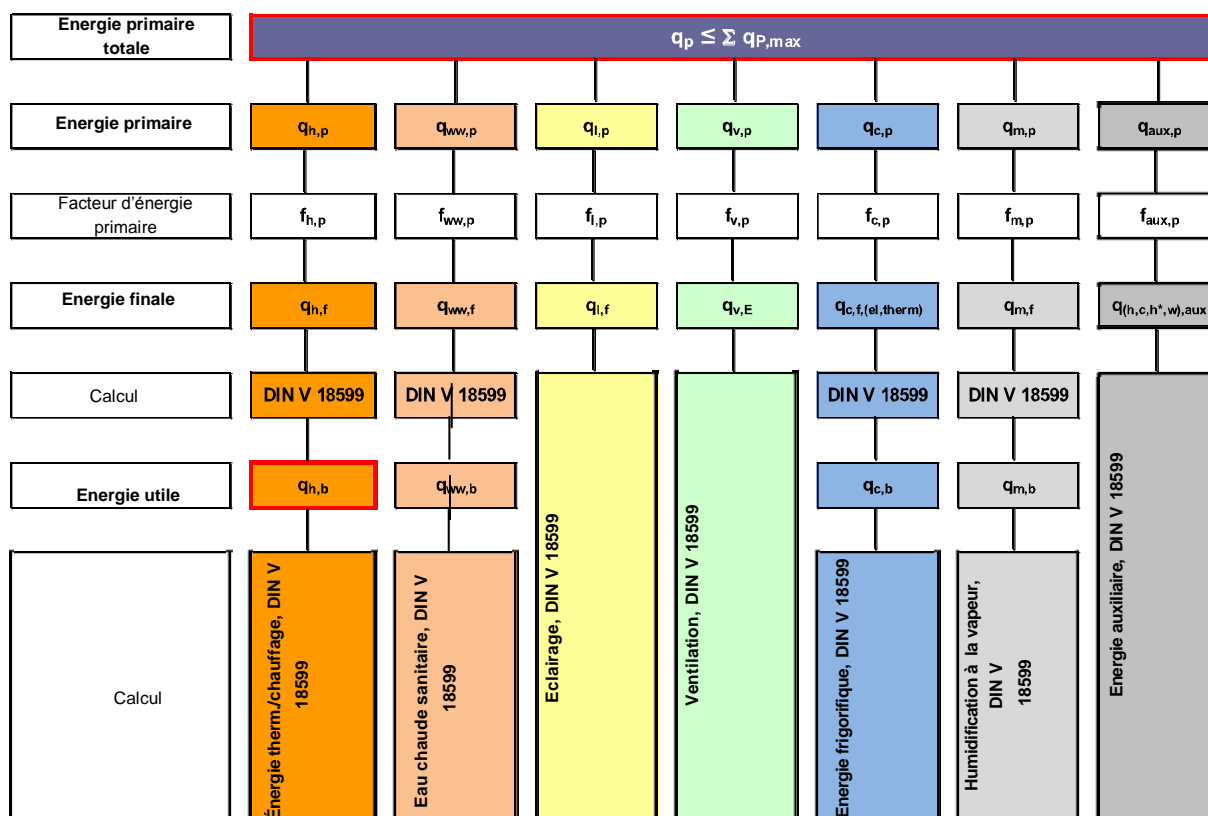 Energie primaire
totale
qp ≤ Σ qP,max
Energie primaire
qh,p
qww,p
ql,p
qv,p
qc,p
qm,p
qaux,p
Facteur d'énergie
primaire
fh,p
fww,p
fl,p
fv,p
fc,p
fm,p
faux,p
Energie finale
qh,f
qww,f
ql,f
qv,E
qc,f,(el,therm)
qm,f
q(h,c,h*,w),aux
Calcul
DIN V 18599
DIN V 18599
DIN V 18599
DIN V 18599
Energie utile
qh,b
qww,b
qc,b
qm,b
Calcul
Énergie therm./chauffage, DIN V
18599
Eau chaude sanitaire, DIN V
18599
Eclairage, DIN V 18599
Ventilation, DIN V 18599
Energie frigorifique, DIN V 18599
Humidification à la vapeur,
DIN V
18599
Energie auxiliaire, DIN V 18599